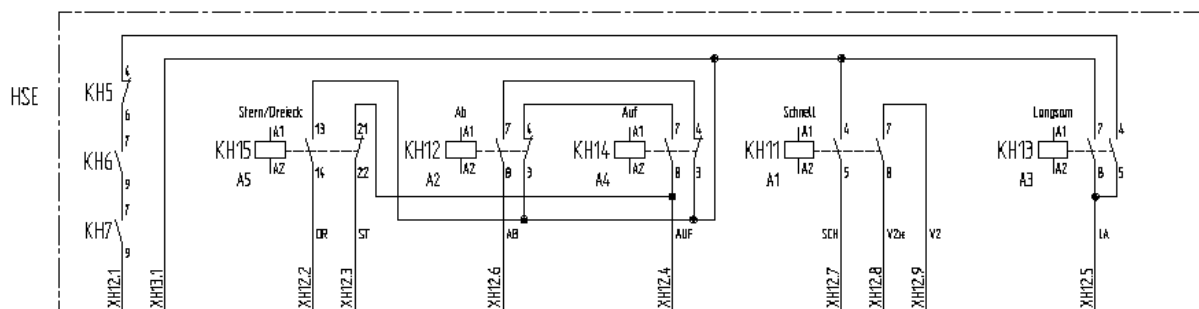 HSE
KH5
4
6
KH6
7
9
KH7
7
9
XH12.1
XH13.1
Stern/Dreieck
KH15
A1
A2
A5
13
14
21
22
DR
ST
XH12.2
XH12.3
Ab
KH12
A1
A2
A2
7
8
4
3
AB
XH12.6
Auf
KH14
A1
A2
A4
7
8
4
3
AUF
XH12.4
Schnell
KH11
A1
A2
A1
4
5
7
8
SCH
V2
XH12.7
XH12.8
XH12.9
Langsam
KH13
A1
A2
A3
7
8
4
5
LA
XH12.5